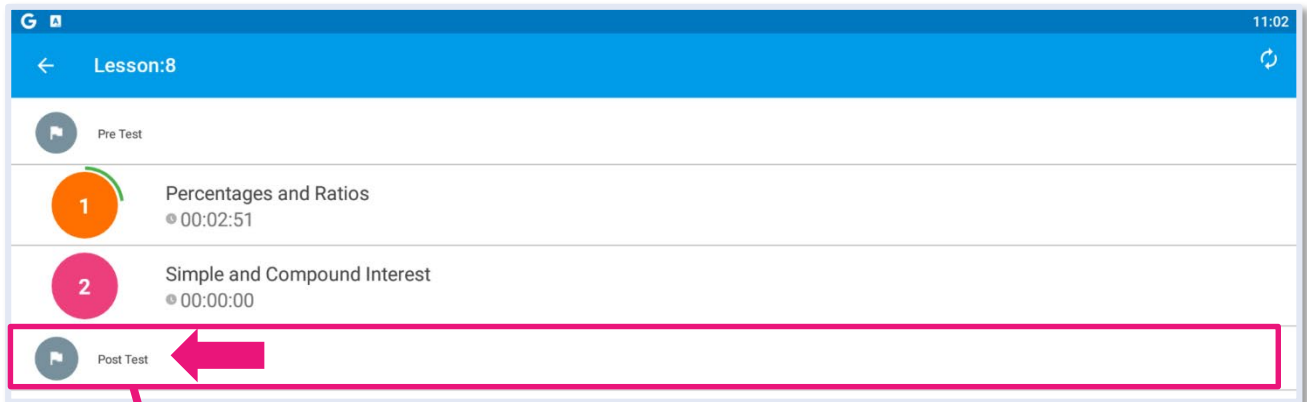 G A 11:02
Lesson:8
Pre Test
1 Percentages and Ratios
00:02:51
2 Simple and Compound Interest
00:00:00
Post Test